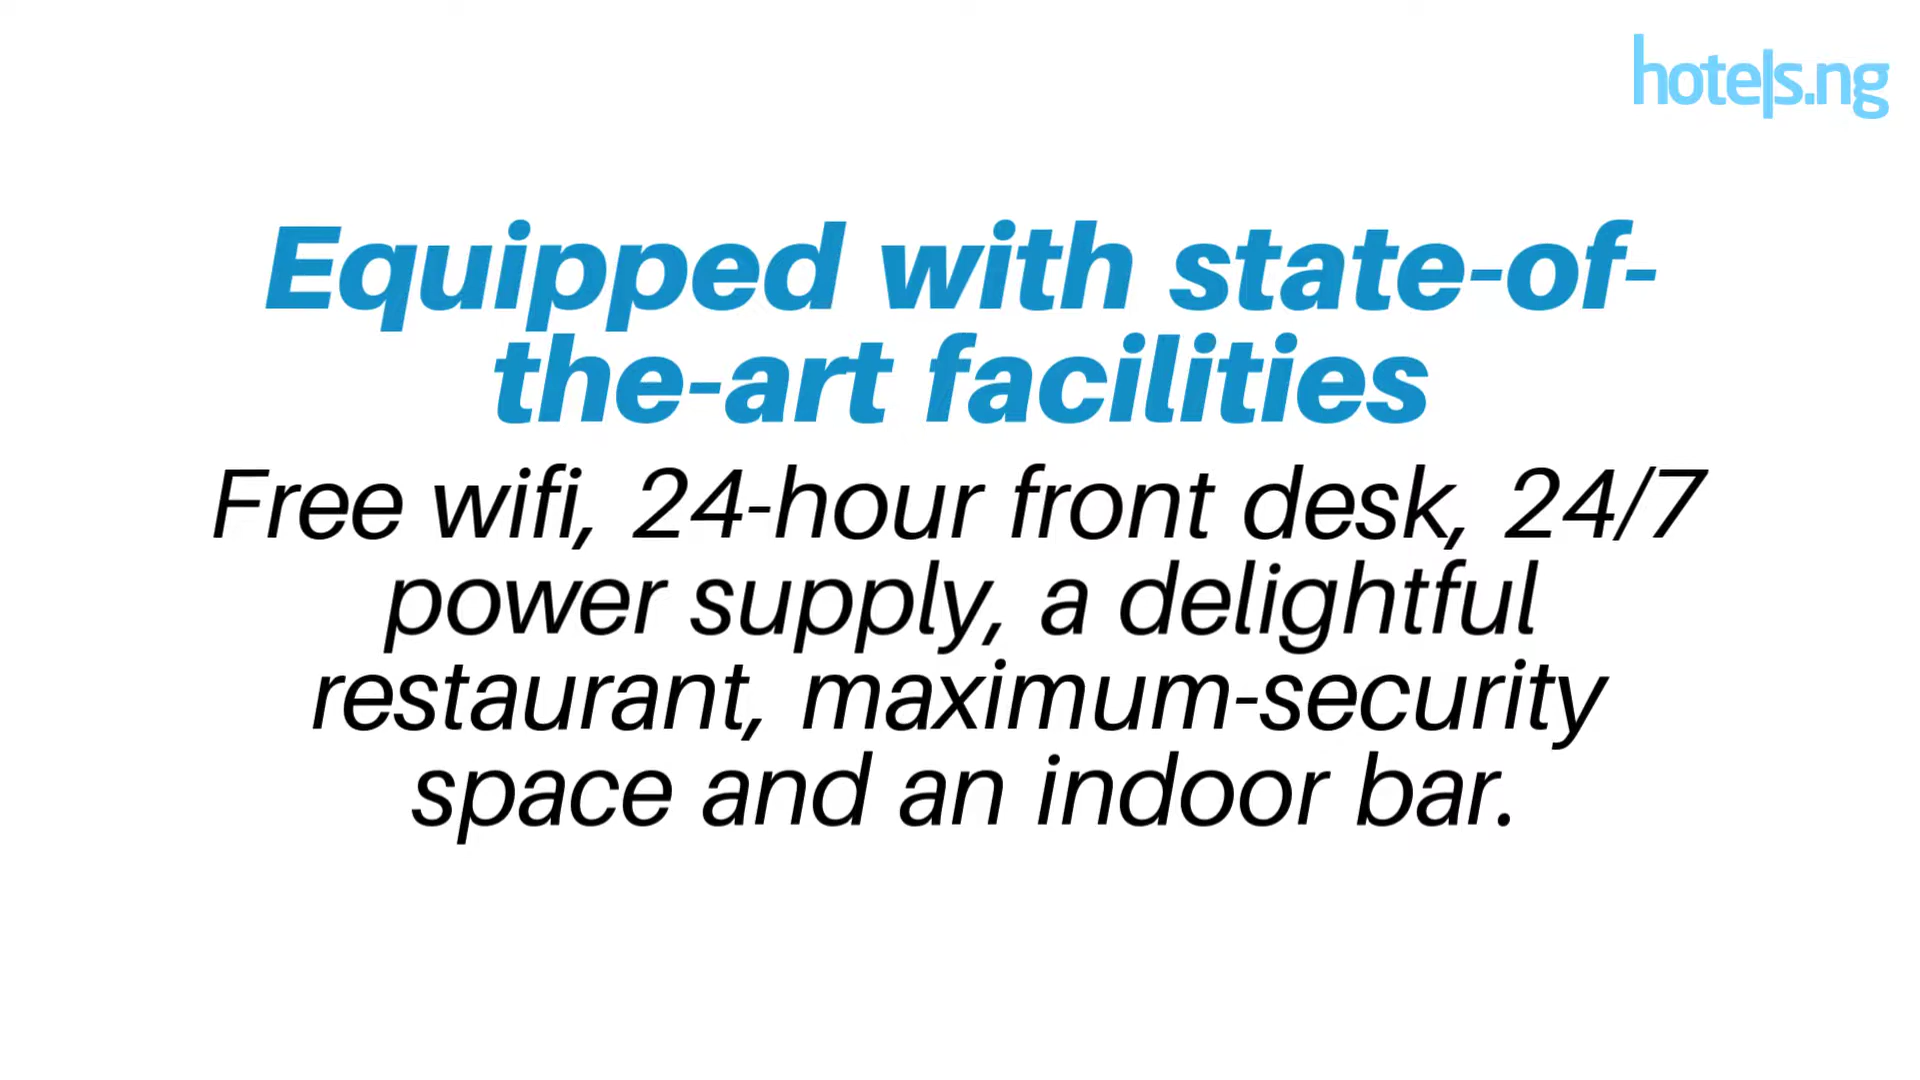 hotels.ng
Equipped with state-of-
the-art facilities
Free wifi, 24-hour front desk, 24/7
power supply, a delightful
restaurant, maximum-security
space and an indoor bar.